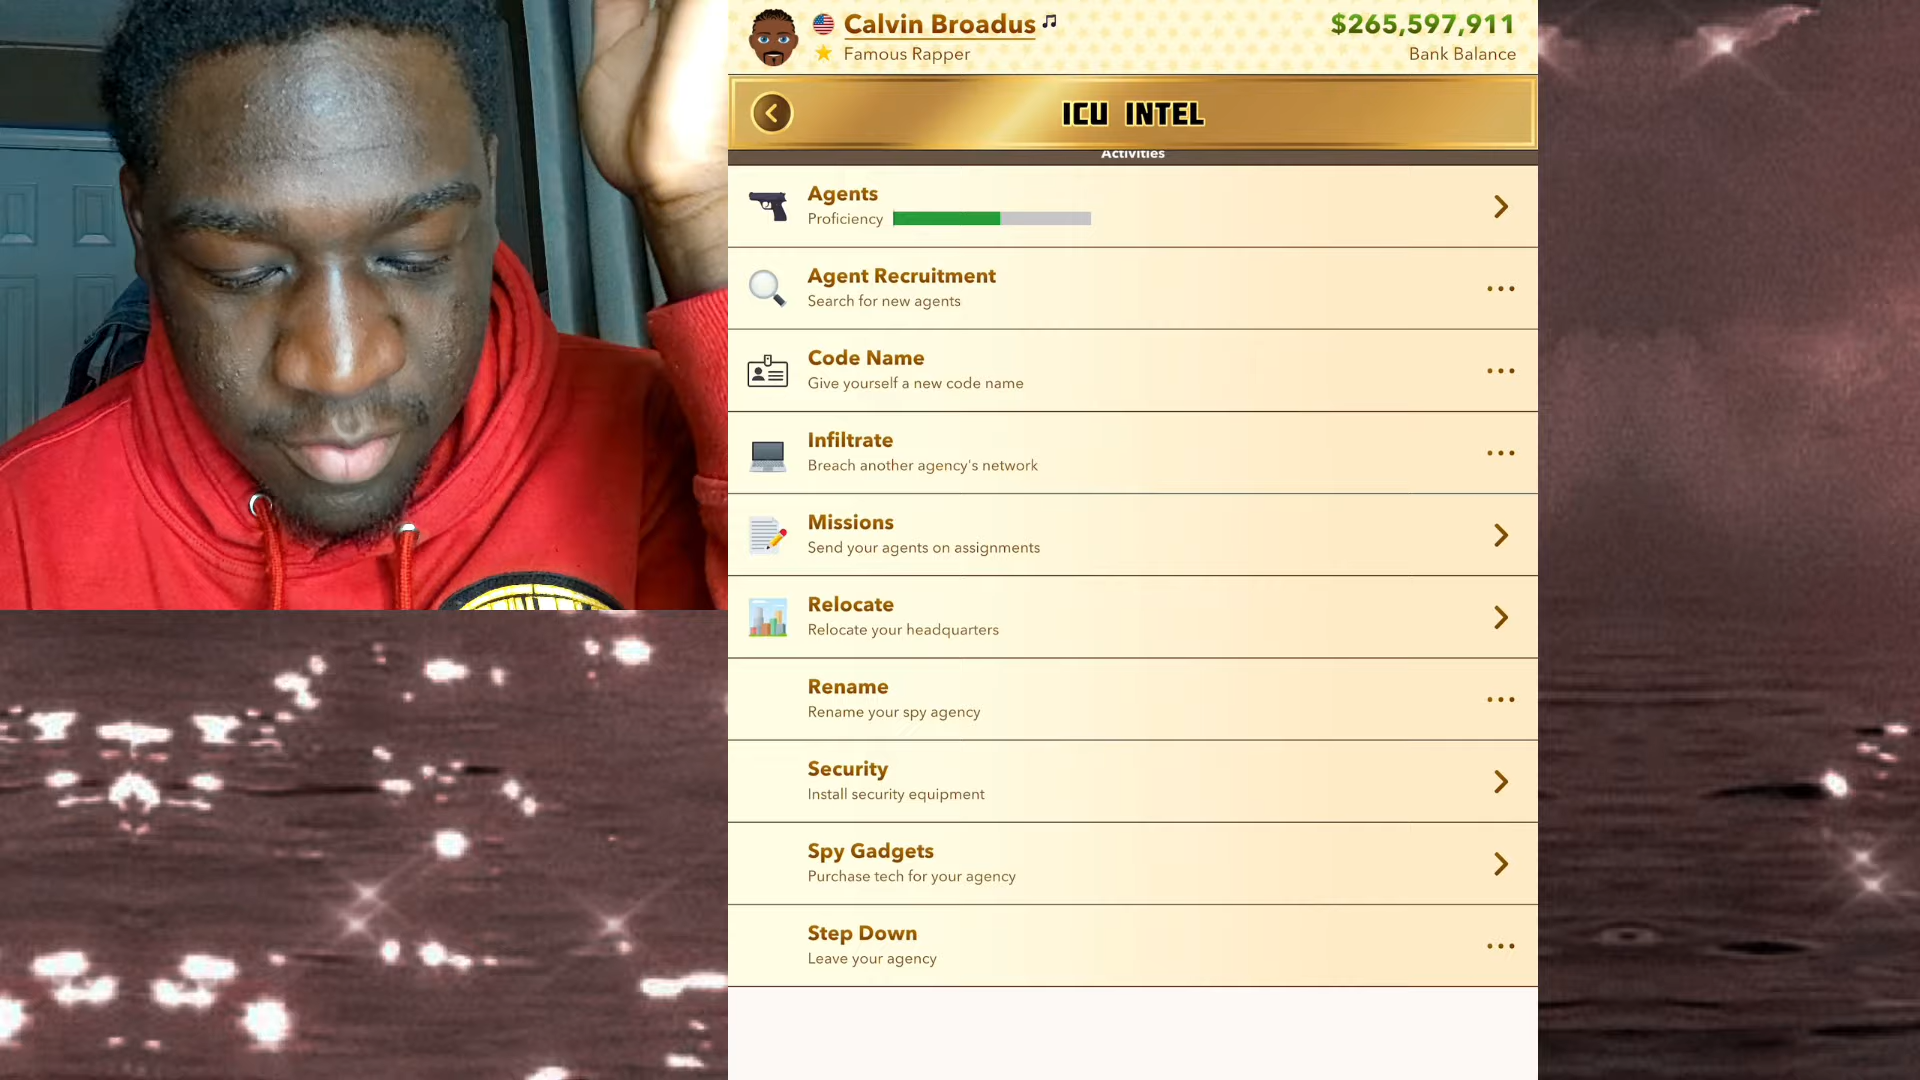 Calvin Broadus
$265,597,911
Famous Rapper
Bank Balance
ICU INTEL
Activities
Agents
Proficiency
Agent Recruitment
Search for new agents
Code Name
Give yourself a new code name
Infiltrate
Breach another agency's network
Missions
Send your agents on assignments
Relocate
Relocate your headquarters
Rename
Rename your spy agency
Security
Install security equipment
Spy Gadgets
Purchase tech for your agency
Step Down
Leave your agency